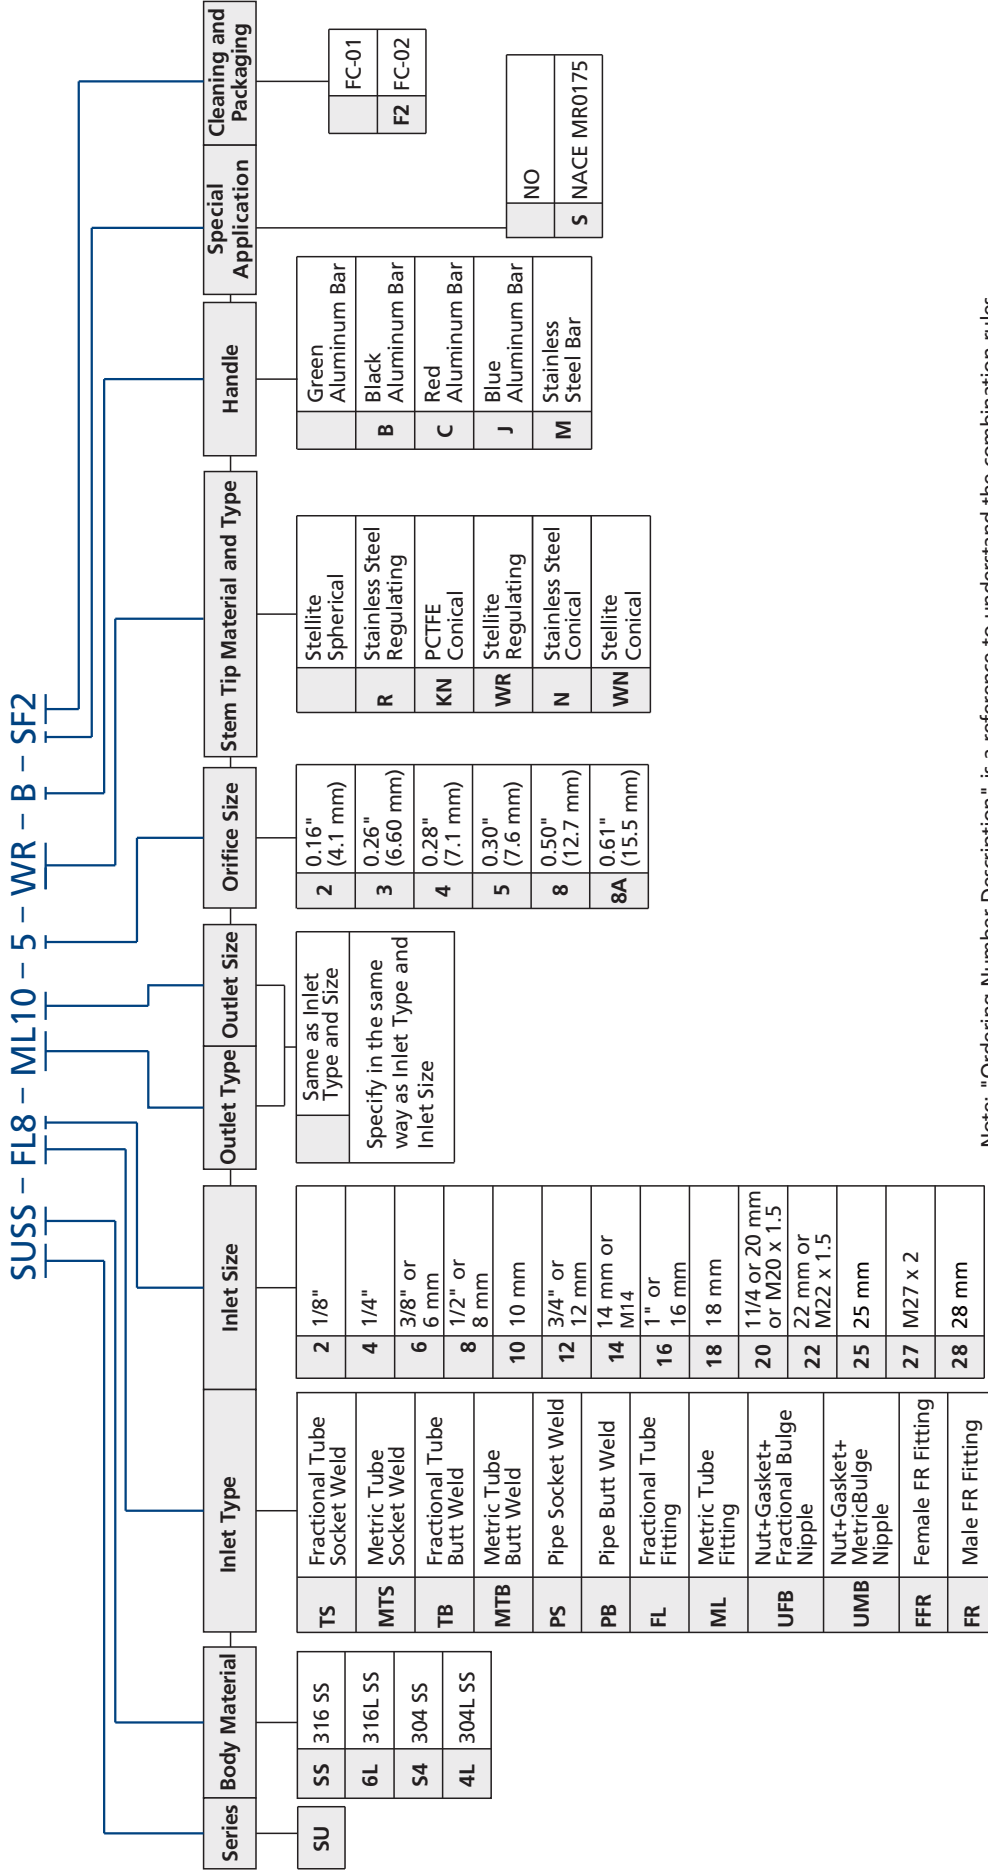 SUSS – FL8 – ML10 – 5 – WR – B – SF2
Series
SU
Body Material
SS 316 SS
6L 316L SS
S4 304 SS
4L 304L SS
Inlet Type
TS Fractional Tube
Socket Weld
MTS Metric Tube
Socket Weld
TB Fractional Tube
Butt Weld
MTB Metric Tube
Butt Weld
PS Pipe Socket Weld
PB Pipe Butt Weld
FL Fractional Tube
Fitting
ML Metric Tube
Fitting
UFB Nut+Gasket+
Fractional Bulge
Nipple
UMB Nut+Gasket+
MetricBulge
Nipple
FFR Female FR Fitting
FR Male FR Fitting
Inlet Size
2 1/8"
4 1/4"
6 3/8" or
6 mm
8 1/2" or
8 mm
10 10 mm
12 3/4" or
12 mm
14 14 mm or
M14
16 1" or
16 mm
18 18 mm
20 11/4 or 20 mm
or M20 x 1.5
22 22 mm or
M22 x 1.5
25 25 mm
27 M27 x 2
28 28 mm
Outlet Type
Outlet Size
Same as Inlet
Type and Size
Specify in the same
way as Inlet Type and
Inlet Size
Orifice Size
2 0.16"
(4.1 mm)
3 0.26"
(6.60 mm)
4 0.28"
(7.1 mm)
5 0.30"
(7.6 mm)
8 0.50"
(12.7 mm)
8A 0.61"
(15.5 mm)
Stem Tip Material and Type
Stellite
Spherical
R Stainless Steel
Regulating
KN PCTFE
Conical
WR Stellite
Regulating
N Stainless Steel
Conical
WN Stellite
Conical
Handle
Green
Aluminum Bar
B Black
Aluminum Bar
C Red
Aluminum Bar
J Blue
Aluminum Bar
M Stainless
Steel Bar
Special
Application
NO
S NACE MR0175
Cleaning and
Packaging
FC-01
F2 FC-02
Note: "Ordering Number Description" is a reference to understand the combination rules